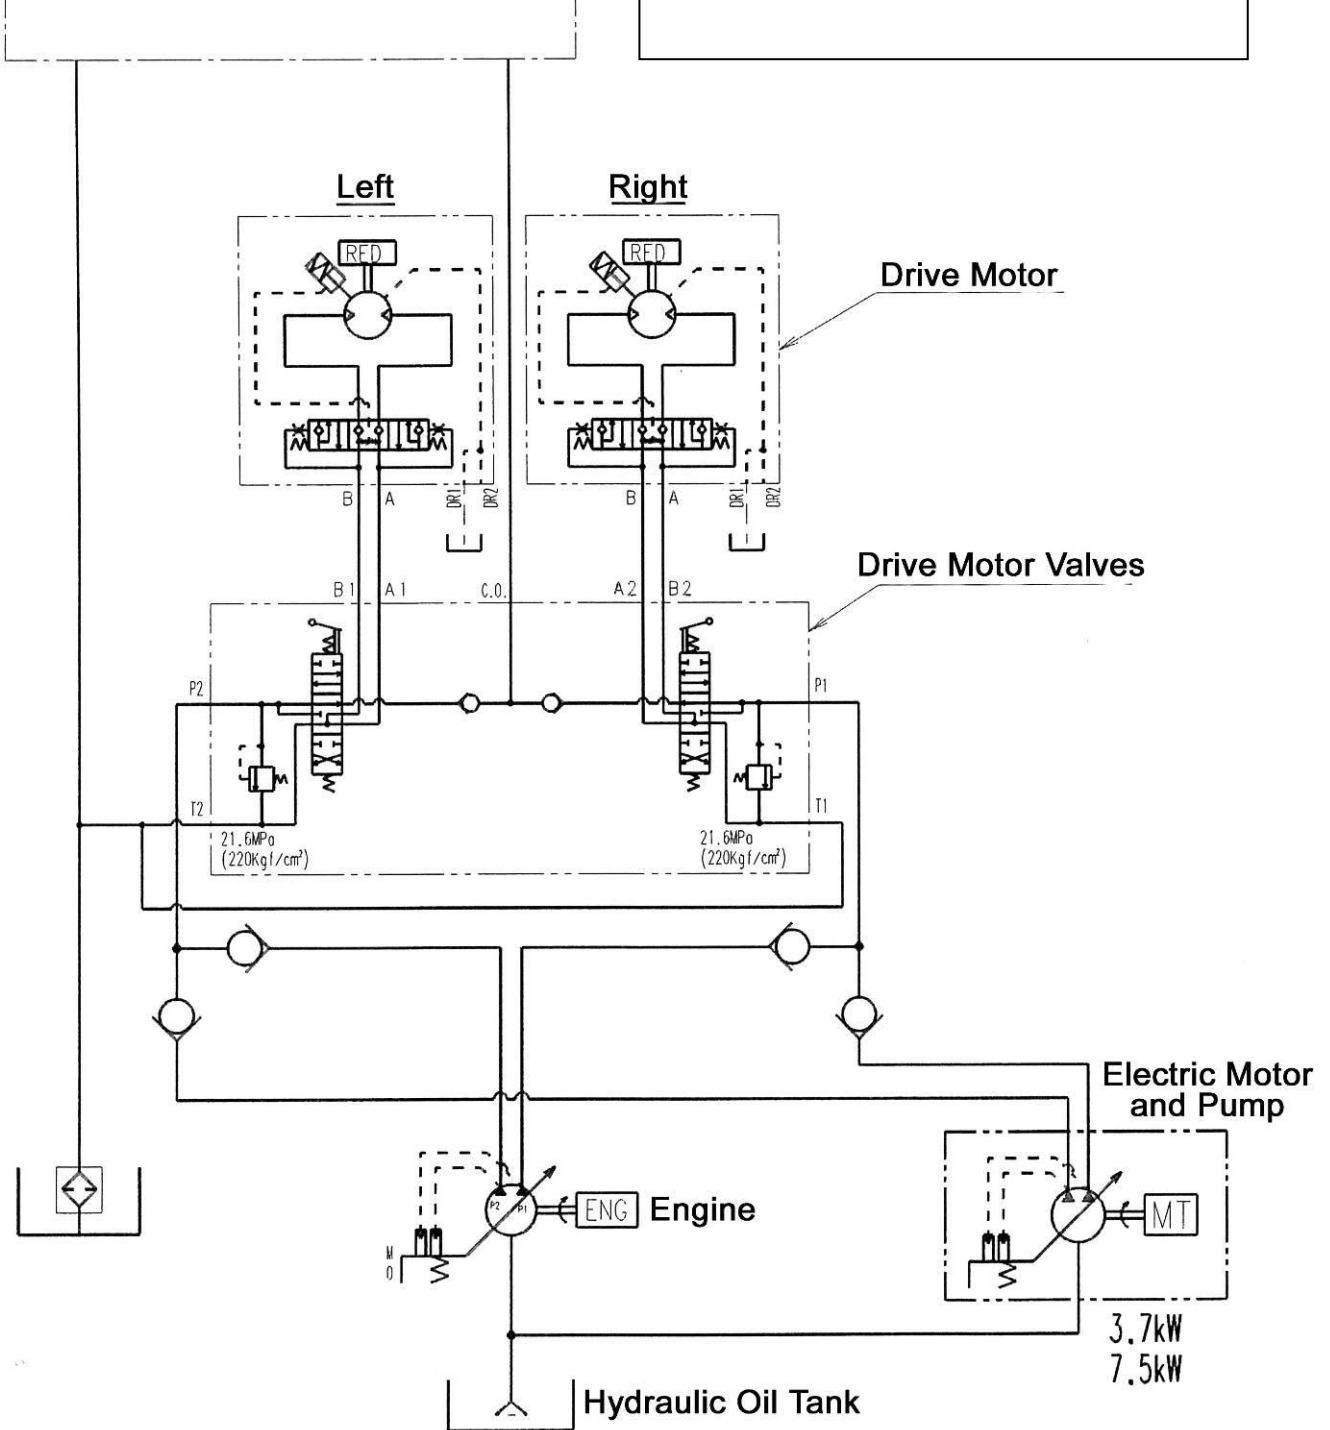 Left
Right
RED
RED
Drive Motor
B A DR1 DR2
B A DR1 DR2
Drive Motor Valves
B1 A1 C.O. A2 B2
P2
P1
T2
T1
21.6MPa
(220Kgf/cm²)
21.6MPa
(220Kgf/cm²)
Electric Motor
and Pump
P2
P1
ENG
Engine
MT
M
O
3.7kW
7.5kW
Hydraulic Oil Tank